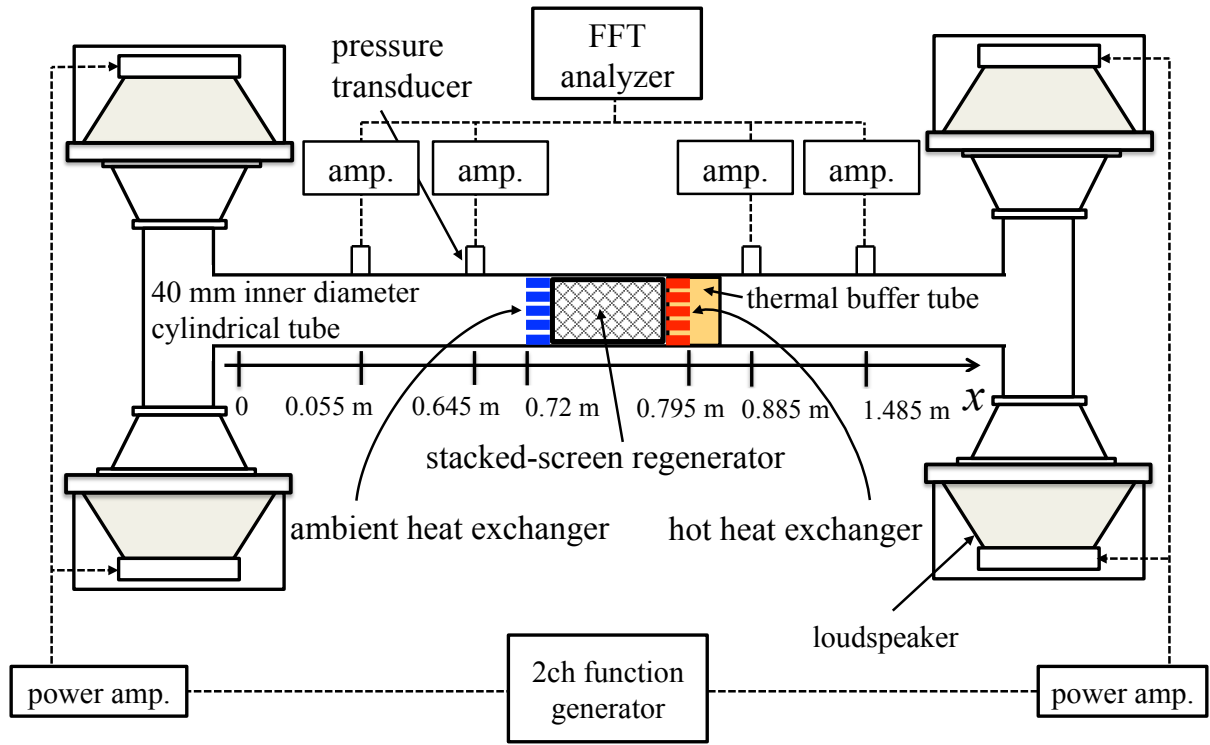 pressure
transducer
FFT
analyzer
amp.
amp.
amp.
amp.
40 mm inner diameter
cylindrical tube
thermal buffer tube
0
0.055 m
0.645 m
0.72 m
0.795 m
0.885 m
1.485 m
x
stacked-screen regenerator
ambient heat exchanger
hot heat exchanger
loudspeaker
power amp.
2ch function
generator
power amp.